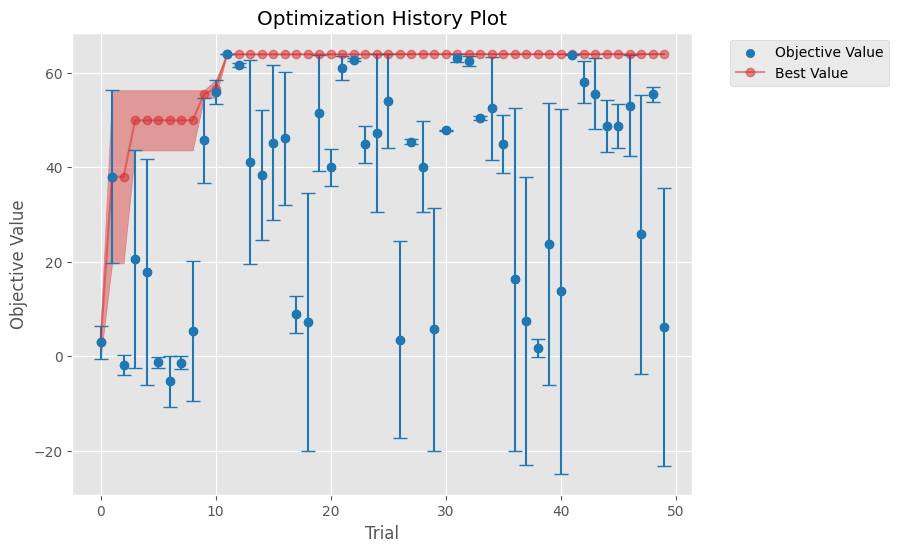 Optimization History Plot
Objective Value
Best Value
Objective Value
60
40
20
0
−20
0 10 20 30 40 50
Trial